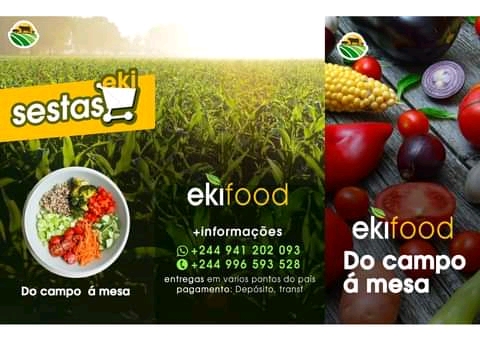 eki
sestas
Do campo á mesa
ekifood
+informações
+244 941 202 093
+244 996 593 528
entregas em vários pontos do país
pagamento: Depósito, transf
ekifood
Do campo
á mesa